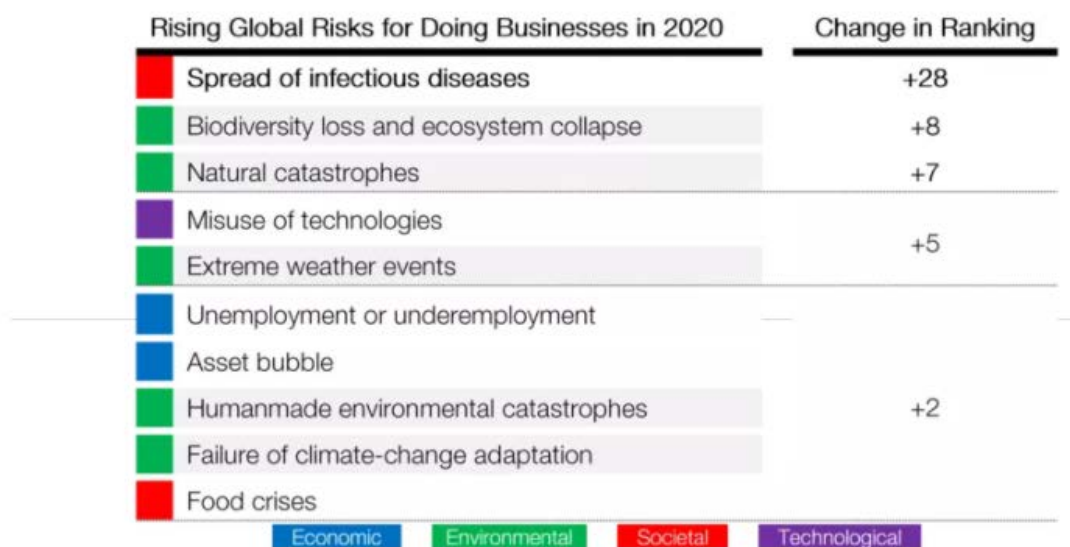 Rising Global Risks for Doing Businesses in 2020 Change in Ranking
Spread of infectious diseases +28
Biodiversity loss and ecosystem collapse +8
Natural catastrophes +7
Misuse of technologies
+5
Extreme weather events
Unemployment or underemployment
Asset bubble
Humanmade environmental catastrophes +2
Failure of climate-change adaptation
Food crises
Economic Environmental Societal Technological